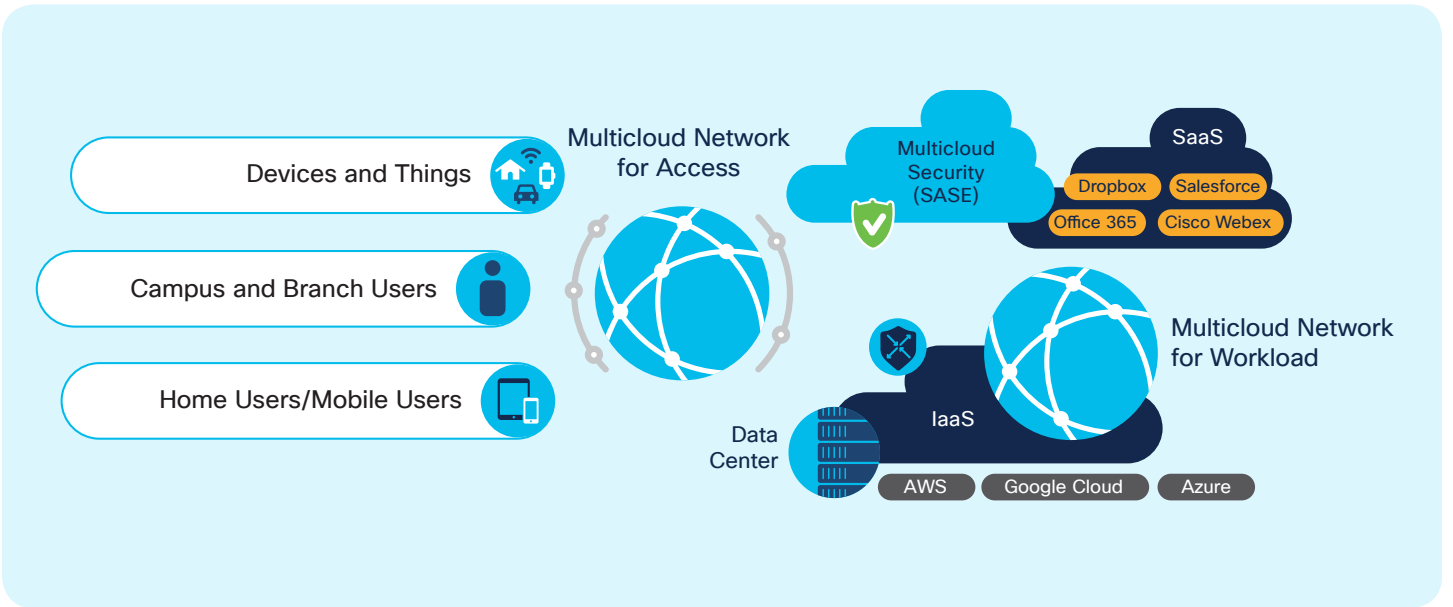 Devices and Things
Campus and Branch Users
Home Users/Mobile Users
Multicloud Network
for Access
Multicloud
Security
(SASE)
SaaS
Dropbox
Salesforce
Office 365
Cisco Webex
Multicloud Network
for Workload
IaaS
Data
Center
AWS
Google Cloud
Azure